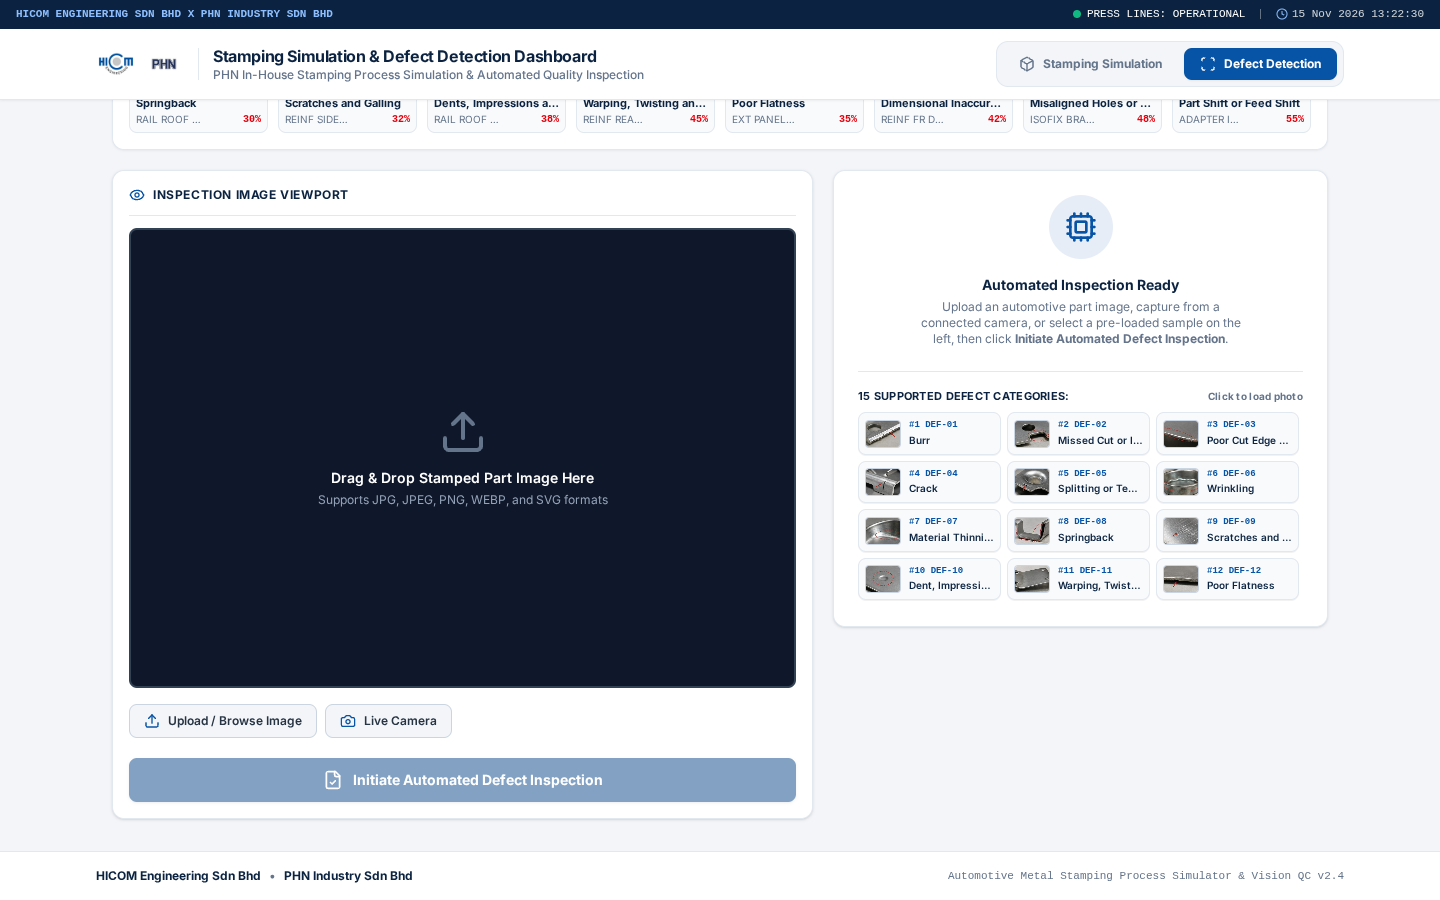 HICOM ENGINEERING SDN BHD X PHN INDUSTRY SDN BHD
PRESS LINES: OPERATIONAL | 15 Nov 2026 13:22:30
HICOM
PHN
Stamping Simulation & Defect Detection Dashboard
PHN In-House Stamping Process Simulation & Automated Quality Inspection
Stamping Simulation
Defect Detection
Springback
RAIL ROOF ... 30%
Scratches and Galling
REINF SIDE... 32%
Dents, Impressions a...
RAIL ROOF ... 38%
Warping, Twisting an...
REINF REA... 45%
Poor Flatness
EXT PANEL... 35%
Dimensional Inaccur...
REINF FR D... 42%
Misaligned Holes or ...
ISOFIX BRA... 48%
Part Shift or Feed Shift
ADAPTER I... 55%
INSPECTION IMAGE VIEWPORT
Drag & Drop Stamped Part Image Here
Supports JPG, JPEG, PNG, WEBP, and SVG formats
Upload / Browse Image
Live Camera
Initiate Automated Defect Inspection
Automated Inspection Ready
Upload an automotive part image, capture from a
connected camera, or select a pre-loaded sample on the
left, then click Initiate Automated Defect Inspection.
15 SUPPORTED DEFECT CATEGORIES:
Click to load photo
#1 DEF-01
Burr
#2 DEF-02
Missed Cut or I...
#3 DEF-03
Poor Cut Edge ...
#4 DEF-04
Crack
#5 DEF-05
Splitting or Te...
#6 DEF-06
Wrinkling
#7 DEF-07
Material Thinni...
#8 DEF-08
Springback
#9 DEF-09
Scratches and ...
#10 DEF-10
Dent, Impressi...
#11 DEF-11
Warping, Twist...
#12 DEF-12
Poor Flatness
HICOM Engineering Sdn Bhd • PHN Industry Sdn Bhd
Automotive Metal Stamping Process Simulator & Vision QC v2.4